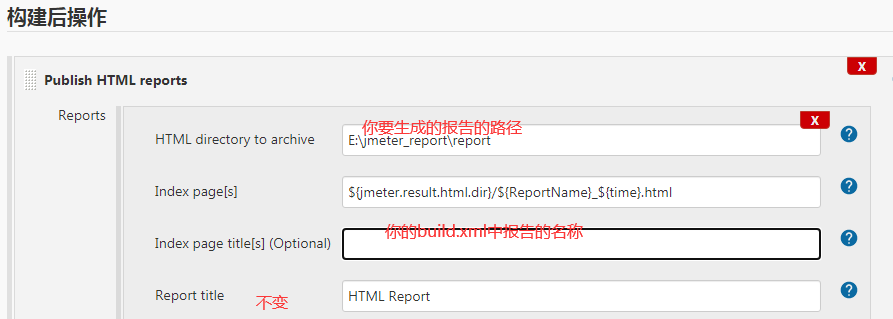 构建后操作
X
Publish HTML reports
Reports
X
你要生成的报告的路径
HTML directory to archive
E:\jmeter_report\report
?
Index page[s]
${jmeter.result.html.dir}/${ReportName}_${time}.html
?
你的build.xml中报告的名称
Index page title[s] (Optional)
?
Report title
不变
HTML Report
?